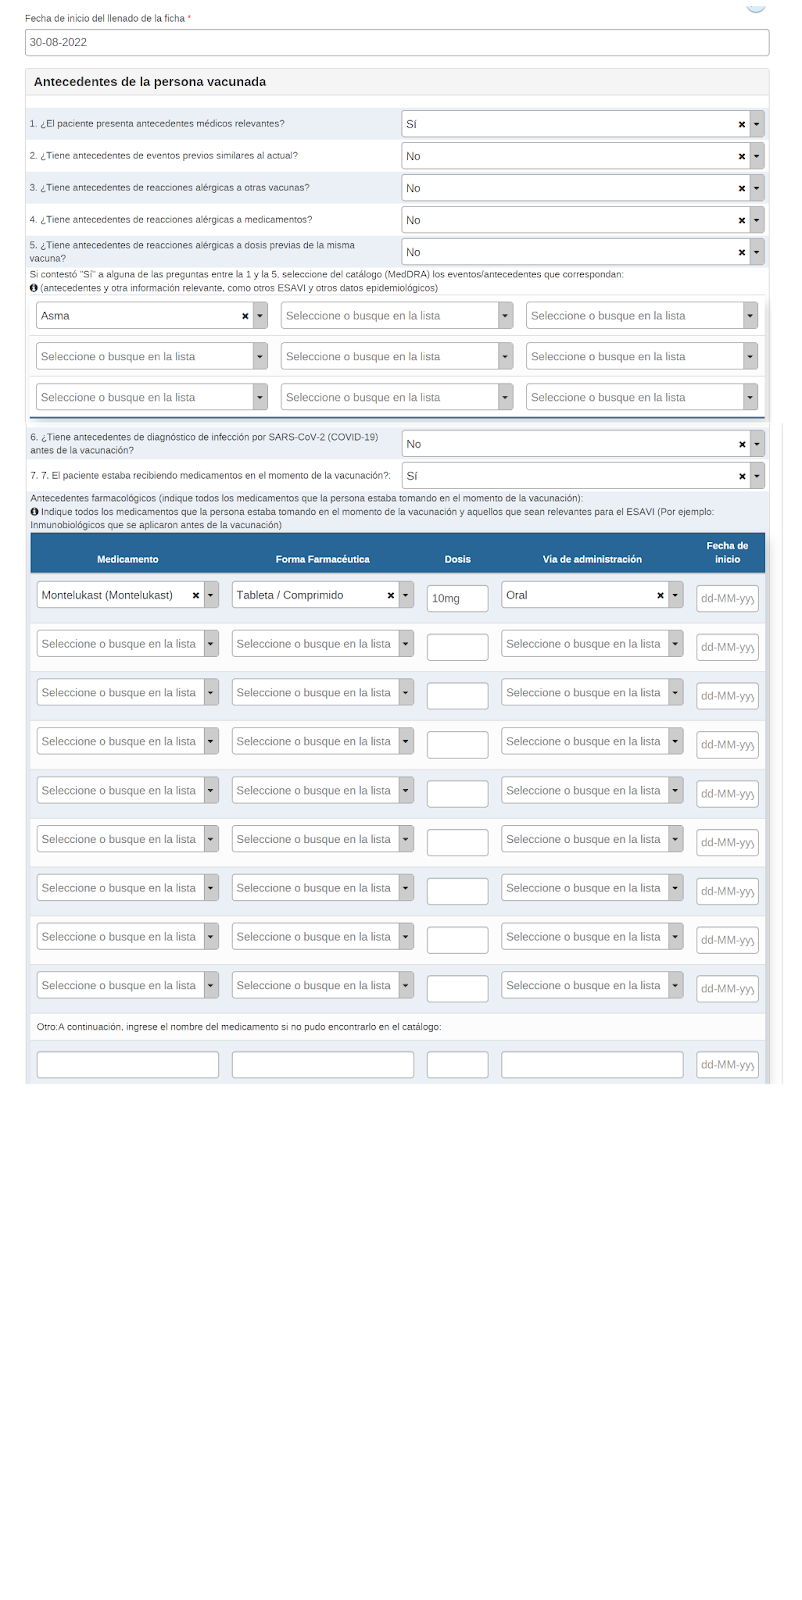 Fecha de inicio del llenado de la ficha *
30-08-2022
Antecedentes de la persona vacunada
1. ¿El paciente presenta antecedentes médicos relevantes?
Sí
2. ¿Tiene antecedentes de eventos previos similares al actual?
No
3. ¿Tiene antecedentes de reacciones alérgicas a otras vacunas?
No
4. ¿Tiene antecedentes de reacciones alérgicas a medicamentos?
No
5. ¿Tiene antecedentes de reacciones alérgicas a dosis previas de la misma
vacuna?
No
Si contestó "Sí" a alguna de las preguntas entre la 1 y la 5, seleccione del catálogo (MedDRA) los eventos/antecedentes que correspondan:
(antecedentes y otra información relevante, como otros ESAVI y otros datos epidemiológicos)
Asma Seleccione o busque en la lista Seleccione o busque en la lista
Seleccione o busque en la lista Seleccione o busque en la lista Seleccione o busque en la lista
Seleccione o busque en la lista Seleccione o busque en la lista Seleccione o busque en la lista
6. ¿Tiene antecedentes de diagnóstico de infección por SARS-CoV-2 (COVID-19)
antes de la vacunación?
No
7. 7. El paciente estaba recibiendo medicamentos en el momento de la vacunación?:
Sí
Antecedentes farmacológicos (indique todos los medicamentos que la persona estaba tomando en el momento de la vacunación):
Indique todos los medicamentos que la persona estaba tomando en el momento de la vacunación y aquellos que sean relevantes para el ESAVI (Por ejemplo:
Inmunobiológicos que se aplicaron antes de la vacunación)
Medicamento Forma Farmacéutica Dosis Vía de administración Fecha de
inicio
Montelukast (Montelukast) Tableta / Comprimido 10mg Oral dd-MM-yyy
Seleccione o busque en la lista Seleccione o busque en la lista Seleccione o busque en la lista dd-MM-yyy
Seleccione o busque en la lista Seleccione o busque en la lista Seleccione o busque en la lista dd-MM-yyy
Seleccione o busque en la lista Seleccione o busque en la lista Seleccione o busque en la lista dd-MM-yyy
Seleccione o busque en la lista Seleccione o busque en la lista Seleccione o busque en la lista dd-MM-yyy
Seleccione o busque en la lista Seleccione o busque en la lista Seleccione o busque en la lista dd-MM-yyy
Seleccione o busque en la lista Seleccione o busque en la lista Seleccione o busque en la lista dd-MM-yyy
Seleccione o busque en la lista Seleccione o busque en la lista Seleccione o busque en la lista dd-MM-yyy
Seleccione o busque en la lista Seleccione o busque en la lista Seleccione o busque en la lista dd-MM-yyy
Otro:A continuación, ingrese el nombre del medicamento si no pudo encontrarlo en el catálogo:
dd-MM-yyy